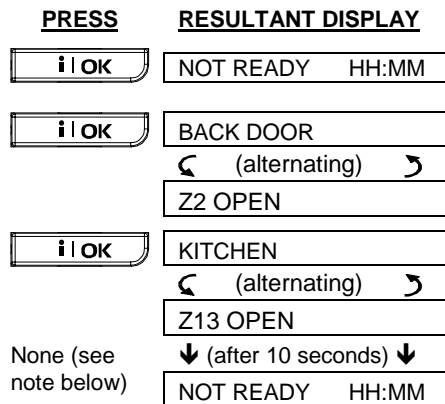 PRESS RESULTANT DISPLAY
i | OK NOT READY HH:MM
i | OK BACK DOOR
(alternating)
Z2 OPEN
i | OK KITCHEN
(alternating)
Z13 OPEN
None (see note below) (after 10 seconds)
NOT READY HH:MM